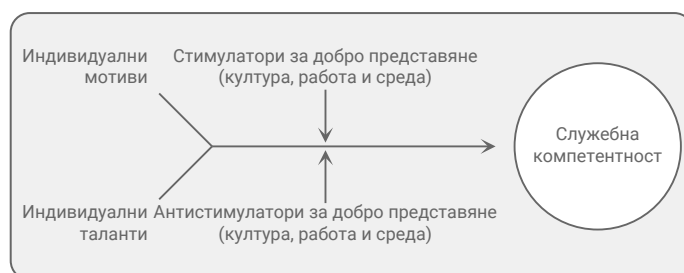 Индивидуални
мотиви
Стимулатори за добро представяне
(култура, работа и среда)
Служебна
компетентност
Индивидуални
таланти
Антистимулатори за добро представяне
(култура, работа и среда)